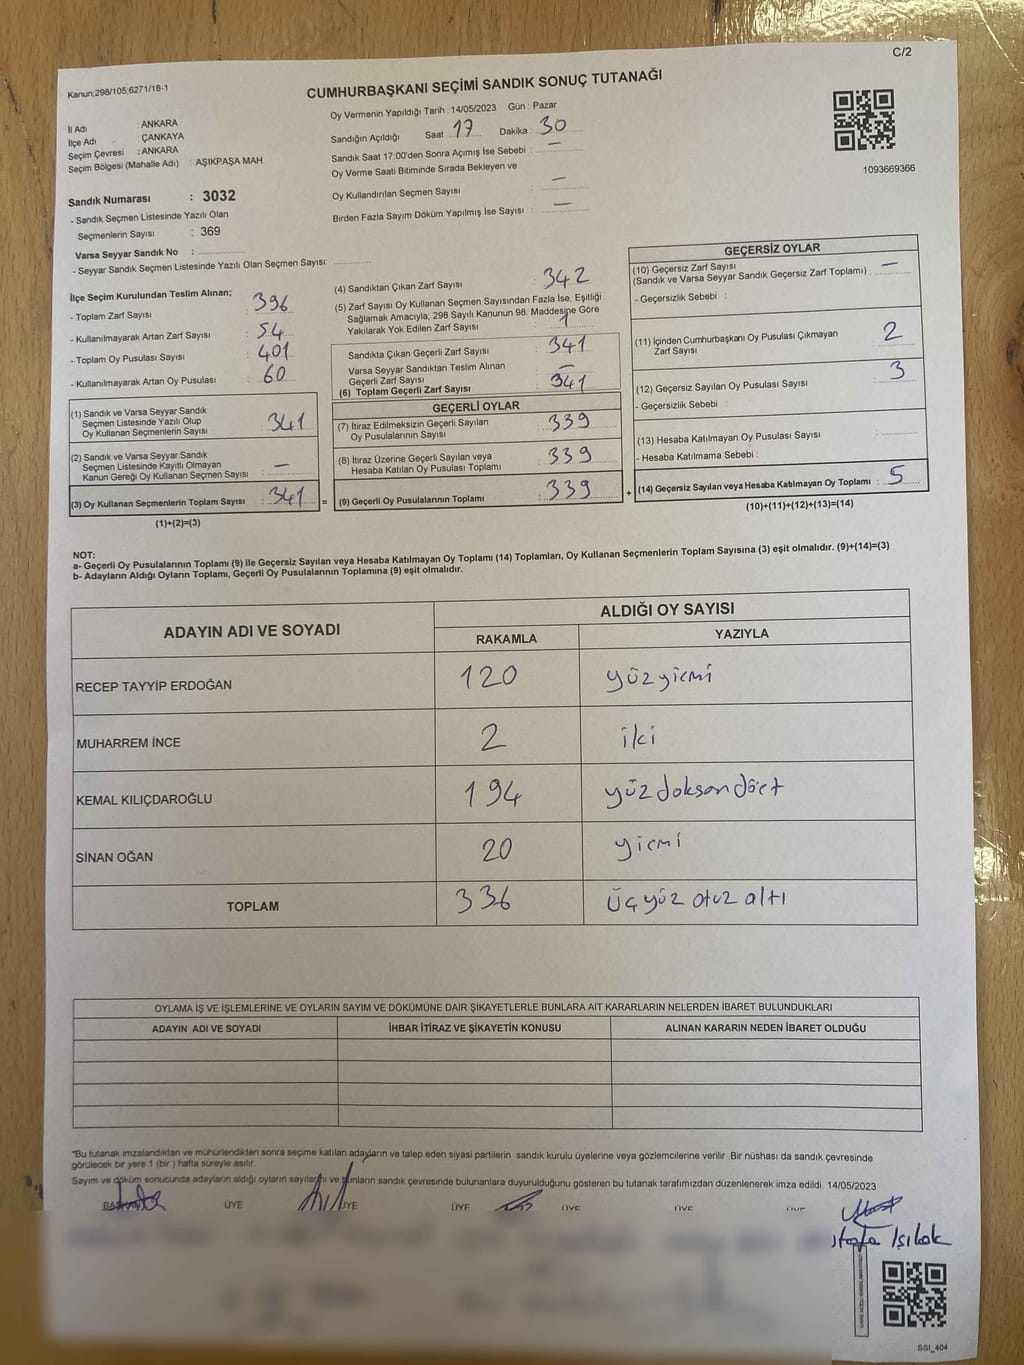 C/2
Kanun:298/105;6271/18-1
CUMHURBAŞKANI SEÇİMİ SANDIK SONUÇ TUTANAĞI
İl Adı : ANKARA
İlçe Adı : ÇANKAYA
Seçim Çevresi : ANKARA
Seçim Bölgesi (Mahalle Adı) : AŞIKPAŞA MAH
Oy Vermenin Yapıldığı Tarih : 14/05/2023 Gün : Pazar
Sandığın Açıldığı Saat 17 Dakika 30
Sandık Saat 17:00'den Sonra Açımış İse Sebebi : —
Oy Verme Saati Bitiminde Sırada Bekleyen ve
Oy Kullandırılan Seçmen Sayısı : —
Birden Fazla Sayım Döküm Yapılmış İse Sayısı : —
1093669366
Sandık Numarası : 3032
- Sandık Seçmen Listesinde Yazılı Olan
Seçmenlerin Sayısı : 369
Varsa Seyyar Sandık No :
- Seyyar Sandık Seçmen Listesinde Yazılı Olan Seçmen Sayısı:
İlçe Seçim Kurulundan Teslim Alınan;
- Toplam Zarf Sayısı 396
- Kullanılmayarak Artan Zarf Sayısı : 54
- Toplam Oy Pusulası Sayısı : 401
- Kullanılmayarak Artan Oy Pusulası : 60
(1) Sandık ve Varsa Seyyar Sandık
Seçmen Listesinde Yazılı Olup
Oy Kullanan Seçmenlerin Sayısı : 341
(2) Sandık ve Varsa Seyyar Sandık
Seçmen Listesinde Kayıtlı Olmayan
Kanun Gereği Oy Kullanan Seçmen Sayısı : —
(3) Oy Kullanan Seçmenlerin Toplam Sayısı : 341 =
(1)+(2)=(3)
(4) Sandıktan Çıkan Zarf Sayısı : 342
(5) Zarf Sayısı Oy Kullanan Seçmen Sayısından Fazla İse, Eşitliği
Sağlamak Amacıyla; 298 Sayılı Kanunun 98. Maddesine Göre
Yakılarak Yok Edilen Zarf Sayısı : 1
Sandıkta Çıkan Geçerli Zarf Sayısı : 341
Varsa Seyyar Sandıktan Teslim Alınan
Geçerli Zarf Sayısı : —
(6) Toplam Geçerli Zarf Sayısı : 341
GEÇERLİ OYLAR
(7) İtiraz Edilmeksizin Geçerli Sayılan
Oy Pusulalarının Sayısı : 339
(8) İtiraz Üzerine Geçerli Sayılan veya
Hesaba Katılan Oy Pusulası Toplamı : 339
(9) Geçerli Oy Pusulalarının Toplamı : 339 +
GEÇERSİZ OYLAR
(10) Geçersiz Zarf Sayısı
(Sandık ve Varsa Seyyar Sandık Geçersiz Zarf Toplamı) : —
- Geçersizlik Sebebi :
(11) İçinden Cumhurbaşkanı Oy Pusulası Çıkmayan
Zarf Sayısı : 2
(12) Geçersiz Sayılan Oy Pusulası Sayısı : 3
- Geçersizlik Sebebi :
(13) Hesaba Katılmayan Oy Pusulası Sayısı :
- Hesaba Katılmama Sebebi :
(14) Geçersiz Sayılan veya Hesaba Katılmayan Oy Toplamı : 5
(10)+(11)+(12)+(13)=(14)
NOT:
a- Geçerli Oy Pusulalarının Toplamı (9) ile Geçersiz Sayılan veya Hesaba Katılmayan Oy Toplamı (14) Toplamları, Oy Kullanan Seçmenlerin Toplam Sayısına (3) eşit olmalıdır. (9)+(14)=(3)
b- Adayların Aldığı Oyların Toplamı, Geçerli Oy Pusulalarının Toplamına (9) eşit olmalıdır.
ADAYIN ADI VE SOYADI ALDIĞI OY SAYISI
RAKAMLA YAZIYLA
RECEP TAYYİP ERDOĞAN 120 yüzyirmi
MUHARREM İNCE 2 iki
KEMAL KILIÇDAROĞLU 194 yüzdoksandört
SİNAN OĞAN 20 yirmi
TOPLAM 336 üçyüz otuz altı
OYLAMA İŞ VE İŞLEMLERİNE VE OYLARIN SAYIM VE DÖKÜMÜNE DAİR ŞİKAYETLERLE BUNLARA AİT KARARLARIN NELERDEN İBARET BULUNDUKLARI
ADAYIN ADI VE SOYADI İHBAR İTİRAZ VE ŞİKAYETİN KONUSU ALINAN KARARIN NEDEN İBARET OLDUĞU
*Bu tutanak imzalandıktan ve mühürlendikten sonra seçime katılan adayların ve talep eden siyasi partilerin sandık kurulu üyelerine veya gözlemcilerine verilir. Bir nüshası da sandık çevresinde
görülecek bir yere 1 (bir) hafta süreyle asılır.
Sayım ve döküm sonucunda adayların aldığı oyların sayılarını ve bunların sandık çevresinde bulunanlara duyurulduğunu gösteren bu tutanak tarafımızdan düzenlenerek imza edildi. 14/05/2023
BAŞKAN ÜYE ÜYE ÜYE ÜYE ÜYE ÜYE
Işılak
SSI_404